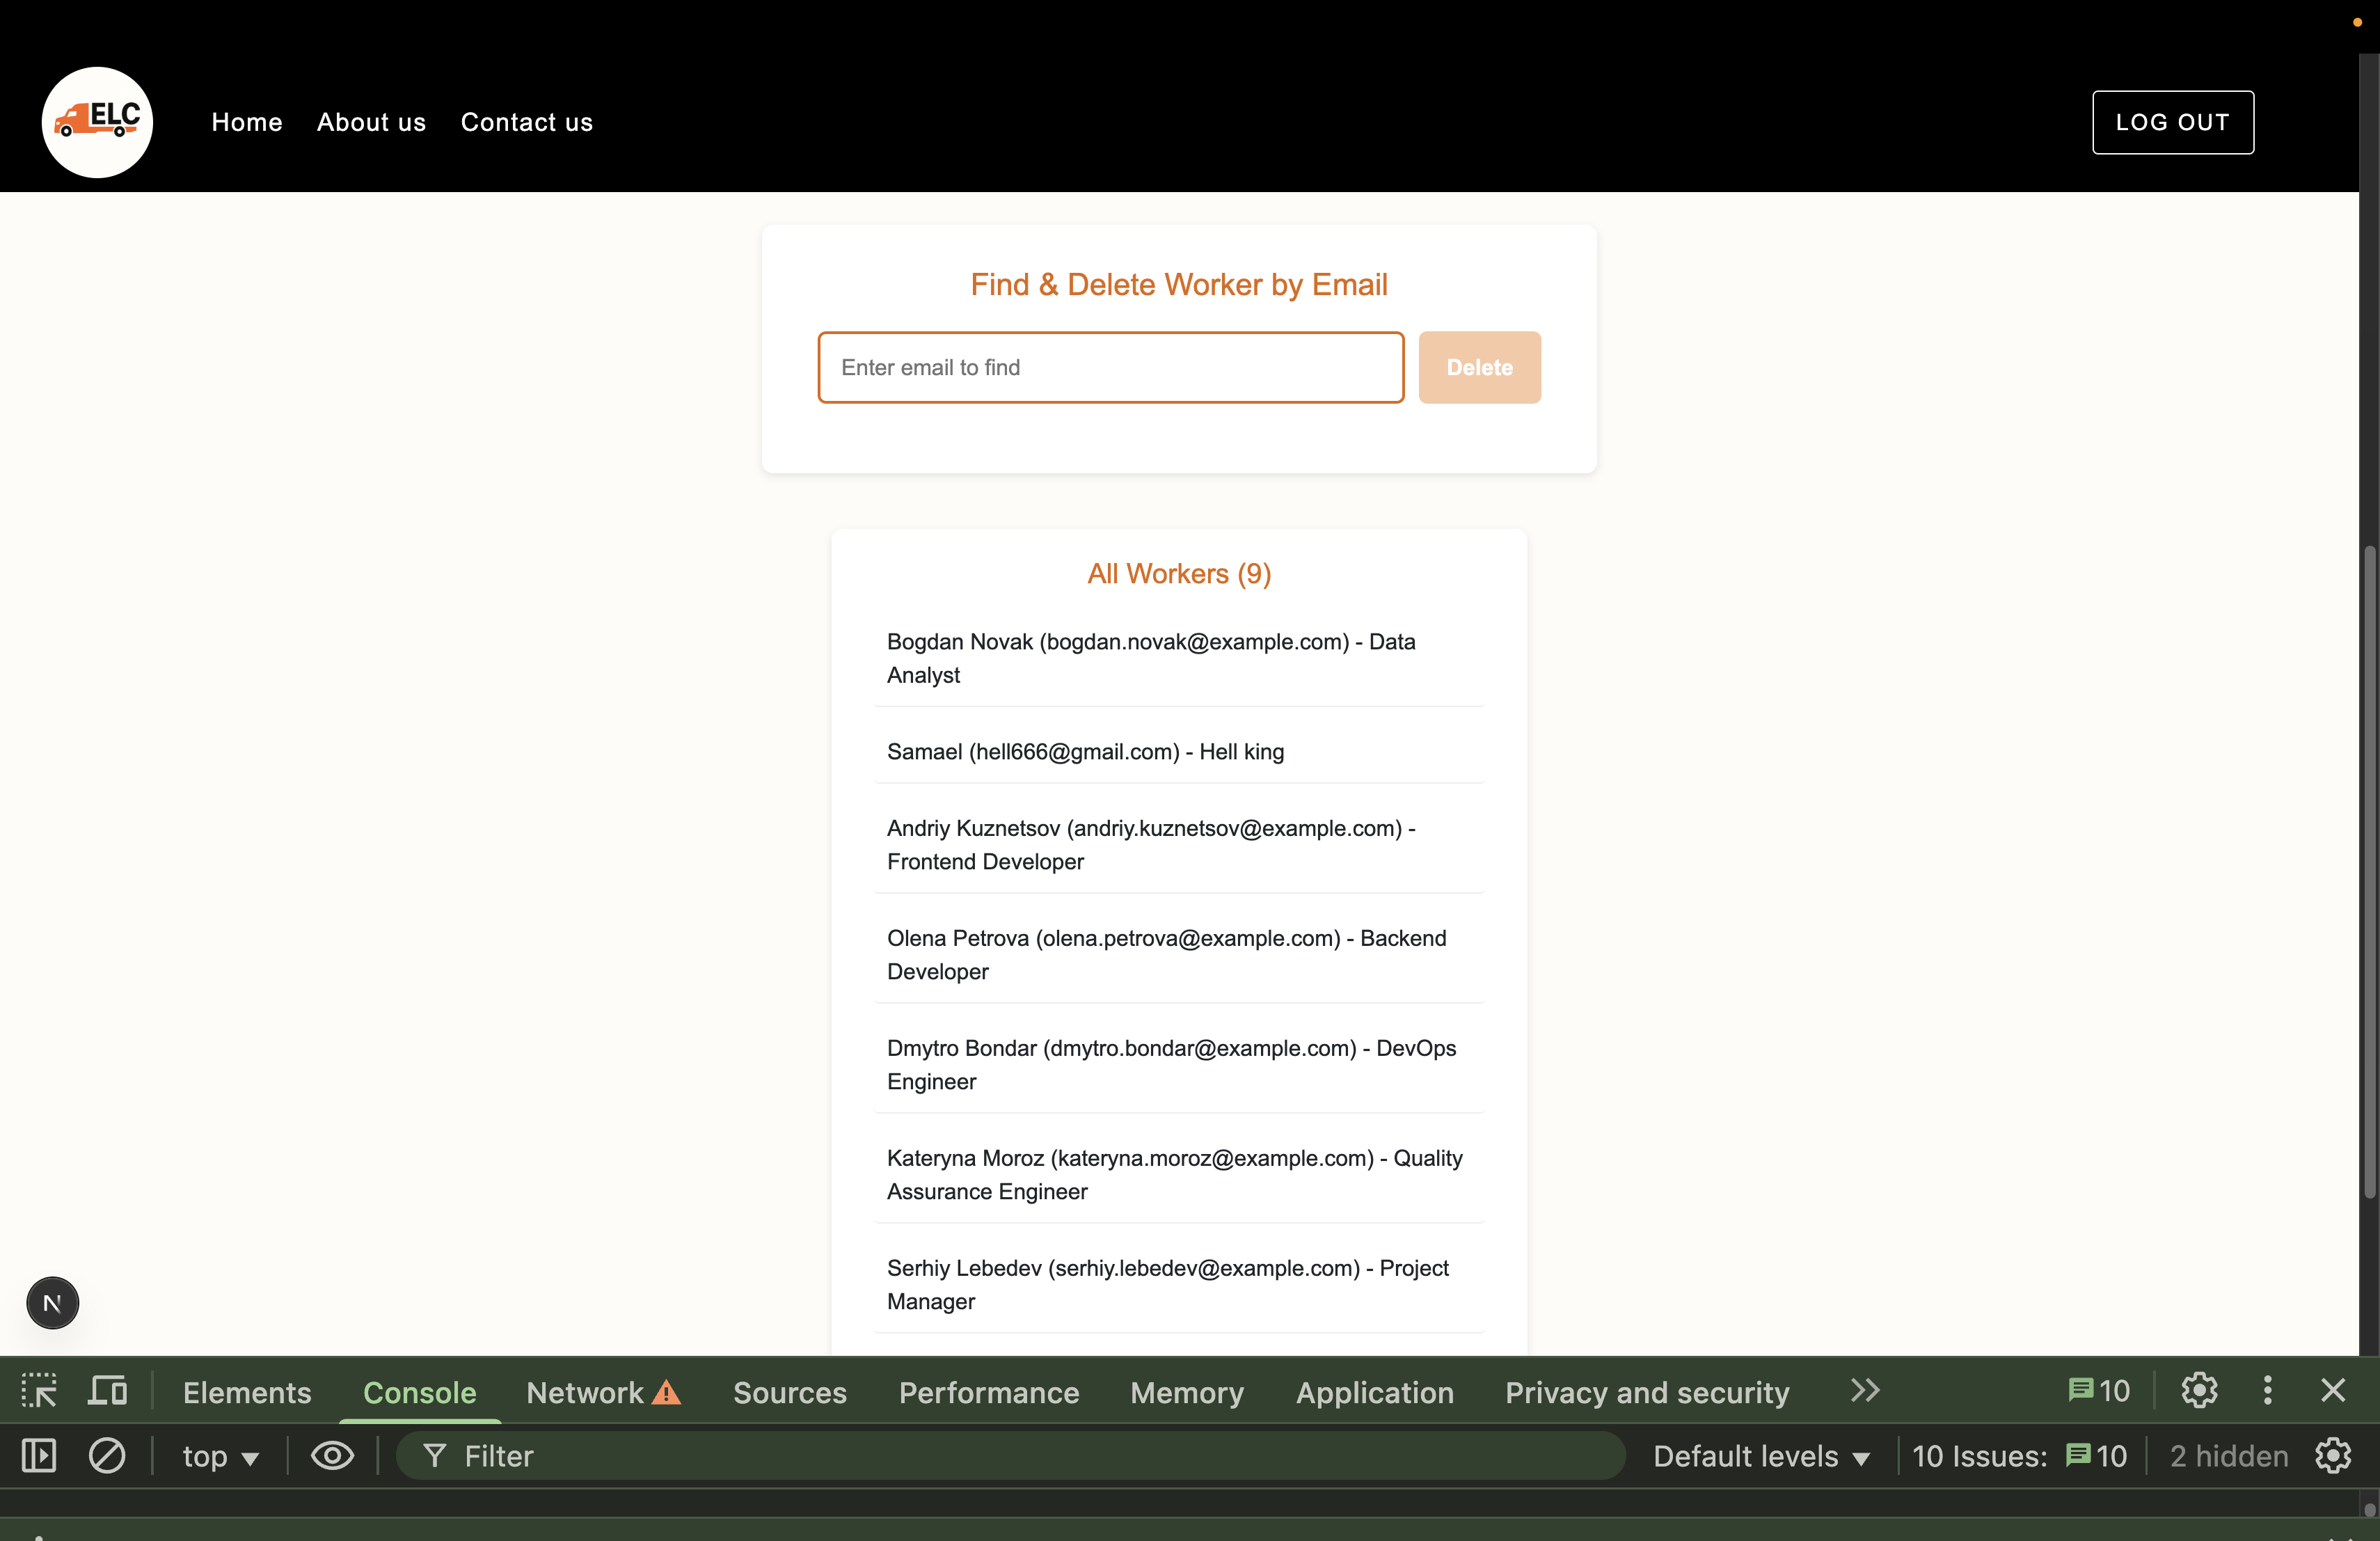 ELC
Home About us Contact us LOG OUT
Find & Delete Worker by Email
Enter email to find Delete
All Workers (9)
Bogdan Novak (bogdan.novak@example.com) - Data
Analyst
Samael (hell666@gmail.com) - Hell king
Andriy Kuznetsov (andriy.kuznetsov@example.com) -
Frontend Developer
Olena Petrova (olena.petrova@example.com) - Backend
Developer
Dmytro Bondar (dmytro.bondar@example.com) - DevOps
Engineer
Kateryna Moroz (kateryna.moroz@example.com) - Quality
Assurance Engineer
Serhiy Lebedev (serhiy.lebedev@example.com) - Project
Manager
N
Elements Console Network Sources Performance Memory Application Privacy and security 10
top Filter Default levels 10 Issues: 10 2 hidden